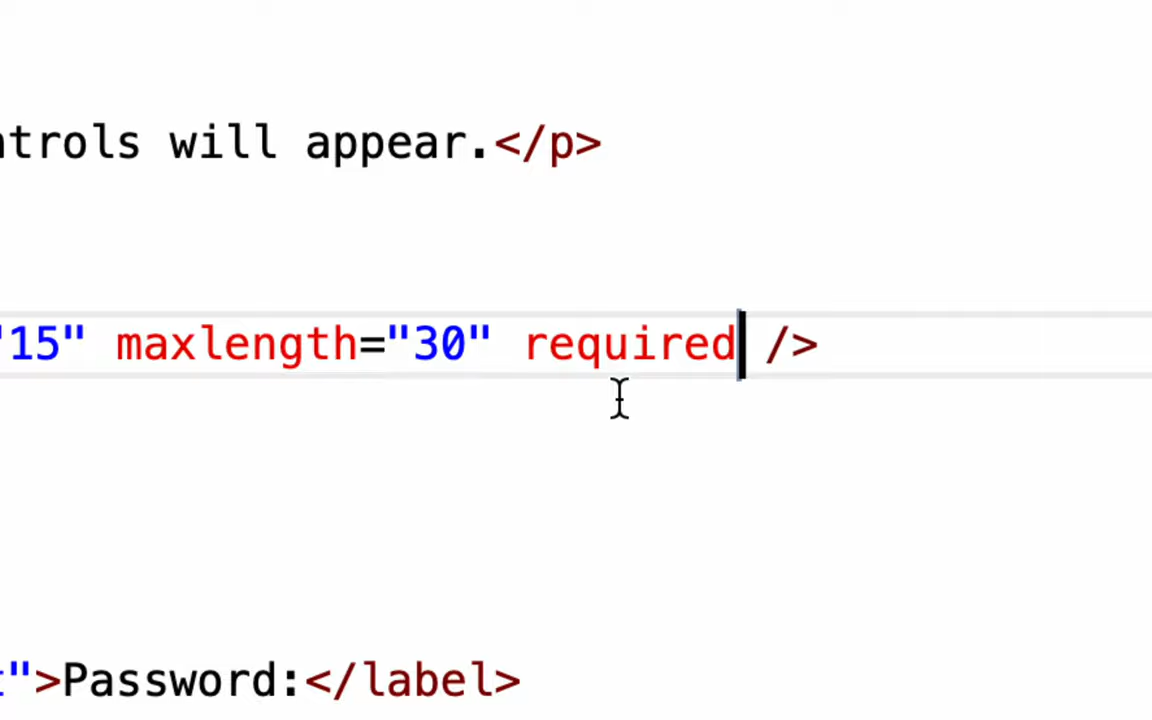 ntrols will appear.</p>
"15" maxlength="30" required />
">Password:</label>